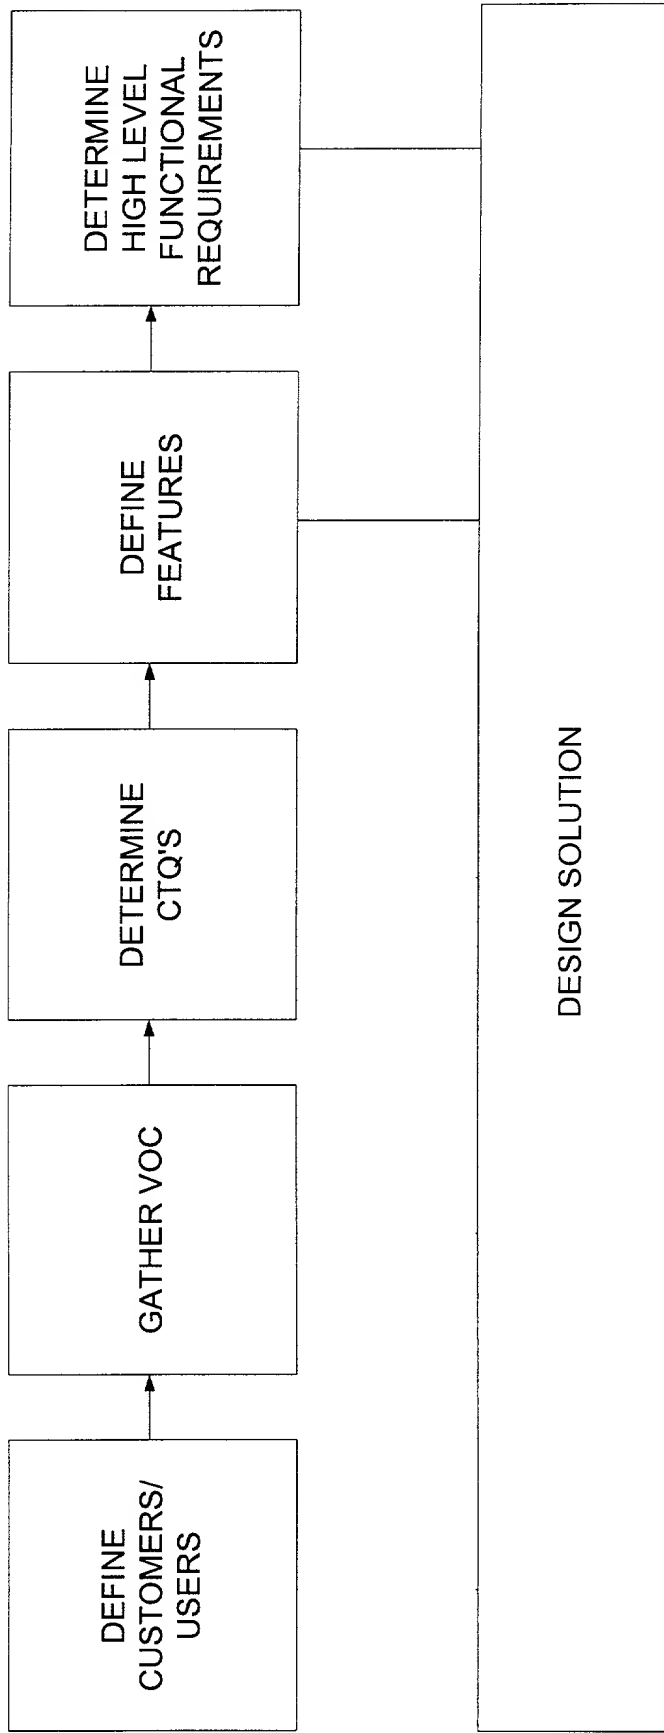 DEFINE
CUSTOMERS/
USERS
GATHER VOC
DETERMINE
CTQ'S
DEFINE
FEATURES
DETERMINE
HIGH LEVEL
FUNCTIONAL
REQUIREMENTS
DESIGN SOLUTION